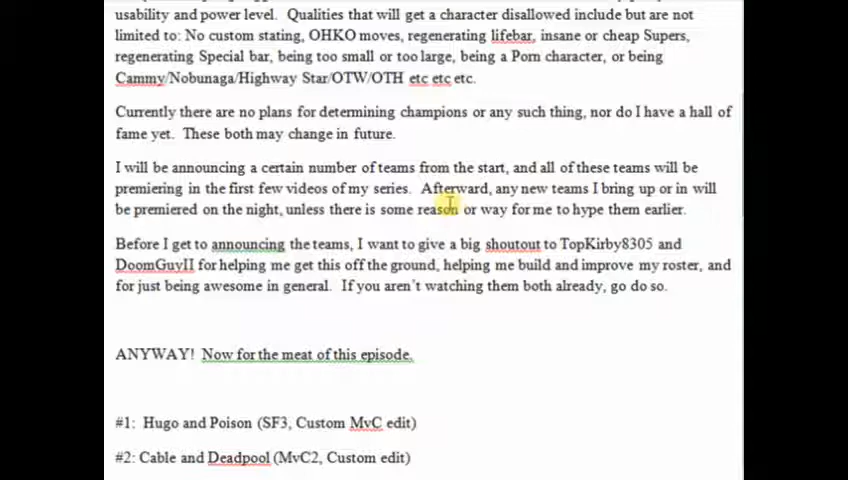 usability and power level. Qualities that will get a character disallowed include but are not
limited to: No custom stating, OHKO moves, regenerating lifebar, insane or cheap Supers,
regenerating Special bar, being too small or too large, being a Porn character, or being
Cammy/Nobunaga/Highway Star/OTW/OTH etc etc etc.
Currently there are no plans for determining champions or any such thing, nor do I have a hall of
fame yet. These both may change in future.
I will be announcing a certain number of teams from the start, and all of these teams will be
premiering in the first few videos of my series. Afterward, any new teams I bring up or in will
be premiered on the night, unless there is some reason or way for me to hype them earlier.
Before I get to announcing the teams, I want to give a big shoutout to TopKirby8305 and
DoomGuyII for helping me get this off the ground, helping me build and improve my roster, and
for just being awesome in general. If you aren't watching them both already, go do so.
ANYWAY! Now for the meat of this episode.
#1: Hugo and Poison (SF3, Custom MvC edit)
#2: Cable and Deadpool (MvC2, Custom edit)